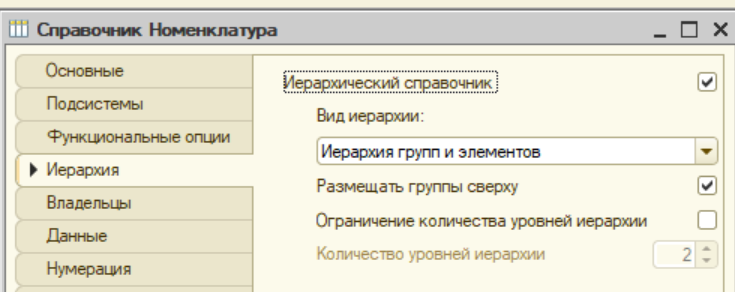 Справочник Номенклатура
Основные
Подсистемы
Функциональные опции
Иерархия
Владельцы
Данные
Нумерация
Иерархический справочник
Вид иерархии:
Иерархия групп и элементов
Размещать группы сверху
Ограничение количества уровней иерархии
Количество уровней иерархии 2